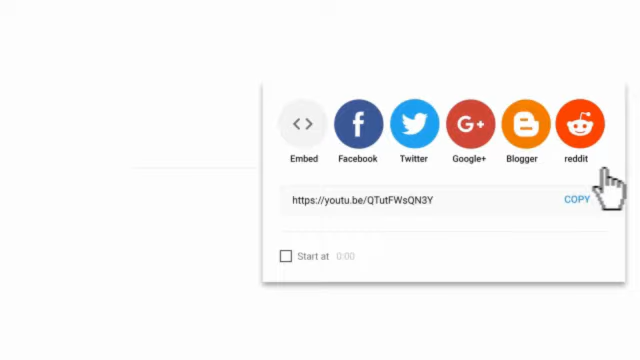 Embed Facebook Twitter Google+ Blogger reddit
https://youtu.be/QTutFWsQN3Y COPY
Start at 0:00